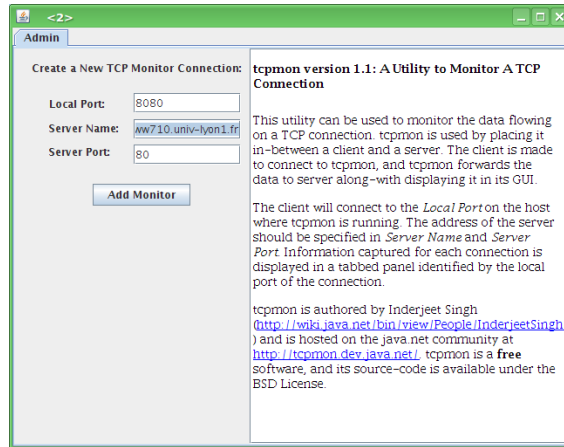 <2>
Admin
Create a New TCP Monitor Connection:
Local Port: 8080
Server Name: ww710.univ-lyon1.fr
Server Port: 80
Add Monitor
tcpmon version 1.1: A Utility to Monitor A TCP
Connection
This utility can be used to monitor the data flowing
on a TCP connection. tcpmon is used by placing it
in-between a client and a server. The client is made
to connect to tcpmon, and tcpmon forwards the
data to server along-with displaying it in its GUI.
The client will connect to the Local Port on the host
where tcpmon is running. The address of the server
should be specified in Server Name and Server
Port. Information captured for each connection is
displayed in a tabbed panel identified by the local
port of the connection.
tcpmon is authored by Inderjeet Singh
(http://wiki.java.net/bin/view/People/InderjeetSingh
) and is hosted on the java.net community at
http://tcpmon.dev.java.net/. tcpmon is a free
software, and its source-code is available under the
BSD License.